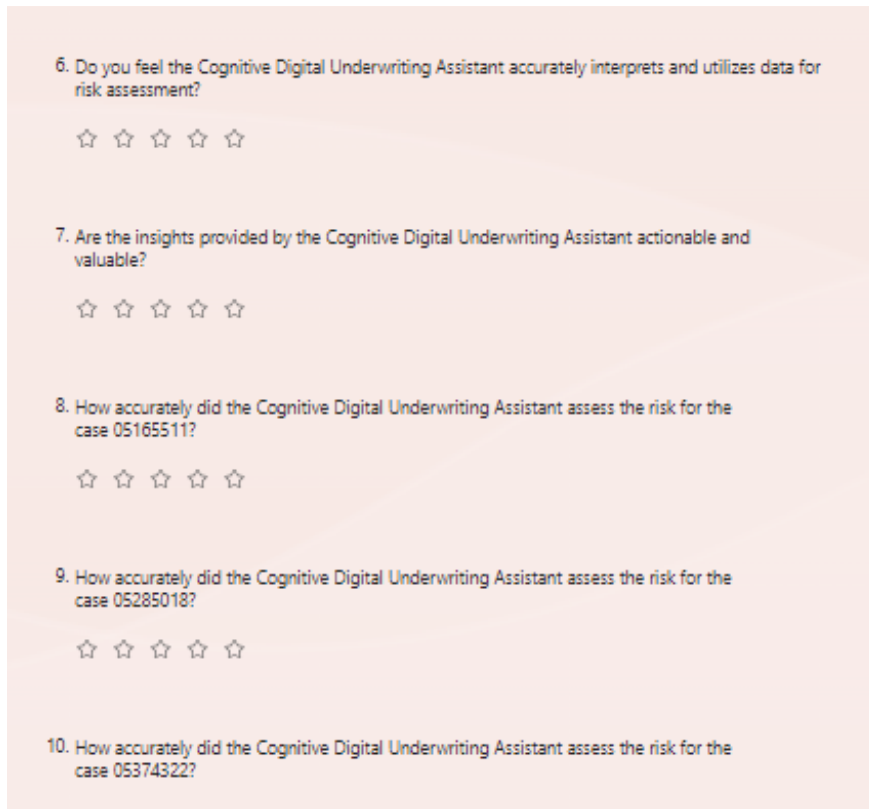 6. Do you feel the Cognitive Digital Underwriting Assistant accurately interprets and utilizes data for
risk assessment?
7. Are the insights provided by the Cognitive Digital Underwriting Assistant actionable and
valuable?
8. How accurately did the Cognitive Digital Underwriting Assistant assess the risk for the
case 05165511?
9. How accurately did the Cognitive Digital Underwriting Assistant assess the risk for the
case 05285018?
10. How accurately did the Cognitive Digital Underwriting Assistant assess the risk for the
case 05374322?